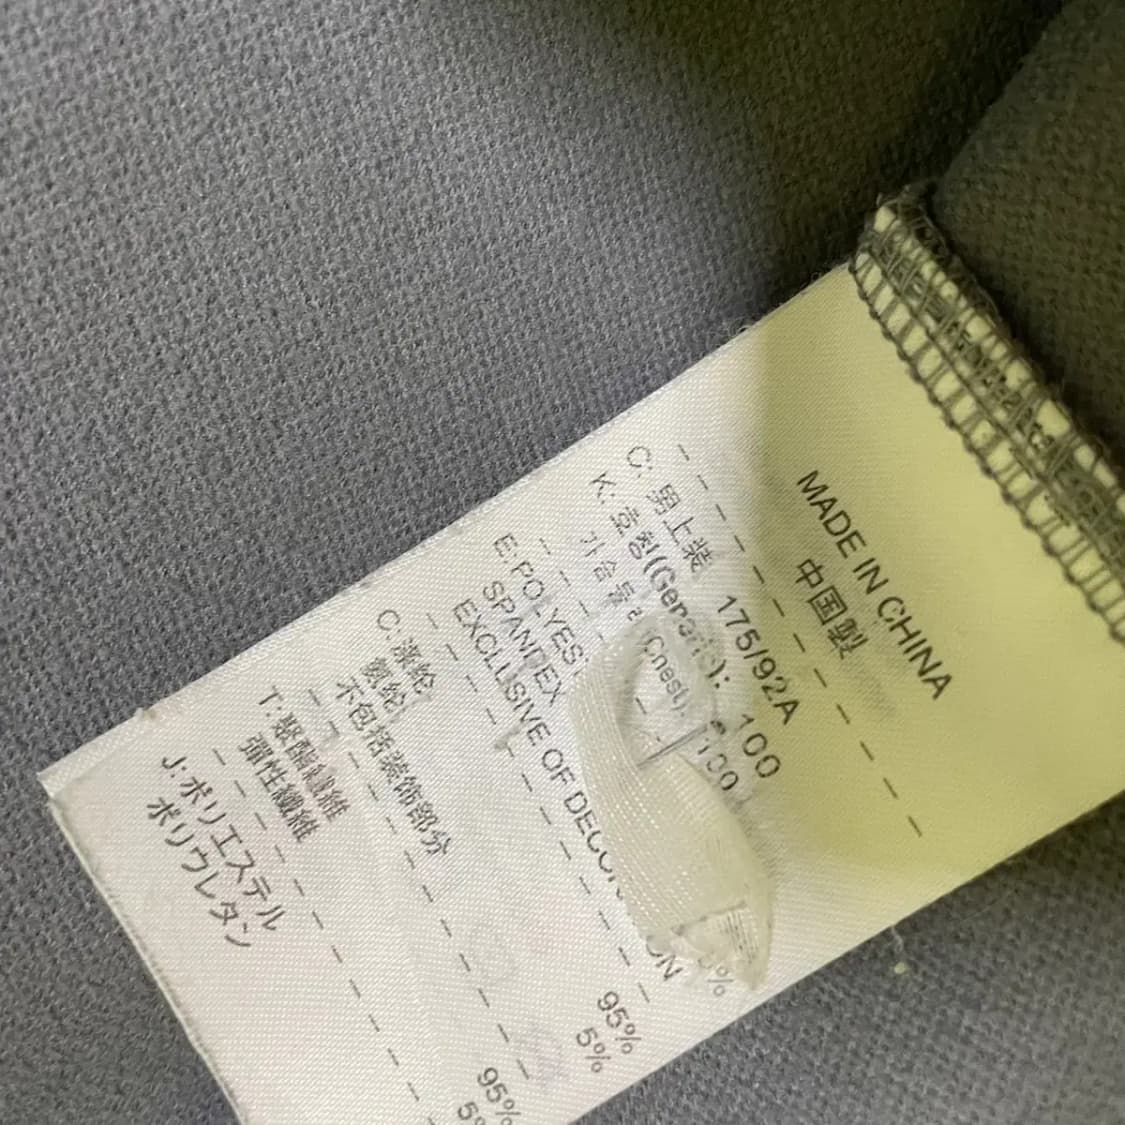 MADE IN CHINA
中国製
C: 男上装 175/92A
K: 호칭(General): 100
가슴둘레(Chest): 100
E: POLYESTER
SPANDEX 5%
EXCLUSIVE OF DECORATION
C: 涤纶 95%
氨纶 5%
不包括装饰部分
T: 聚酯纖維 95%
彈性纖維 5%
J: ポリエステル
ポリウレタン